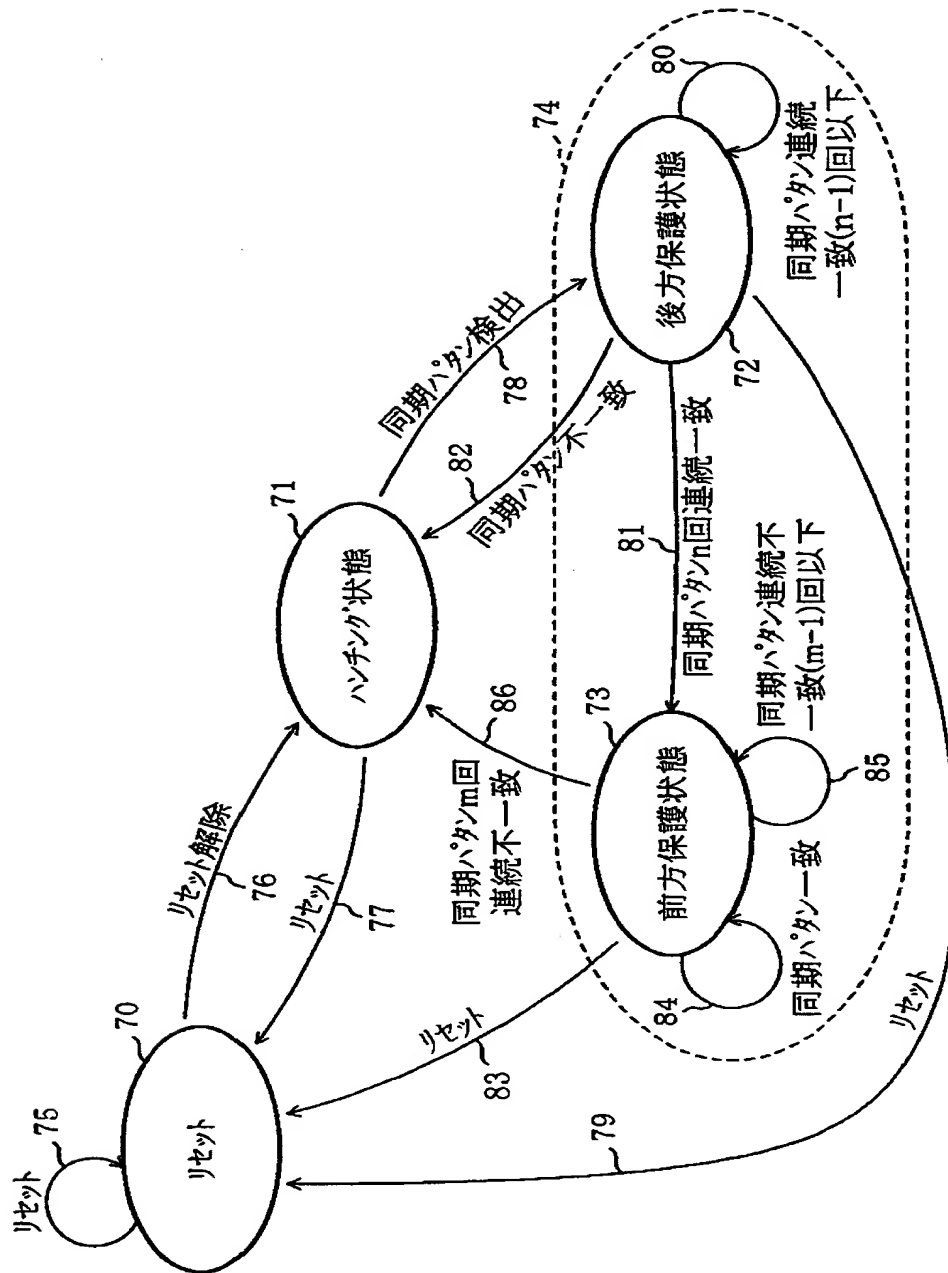 リセット
75
70
リセット
リセット解除
76
リセット
77
71
ハンチング状態
同期パタン検出
78
82
同期パタン不一致
同期パタンm回
連続不一致
86
リセット
83
リセット
79
74
73
前方保護状態
84
同期パタン一致
85
同期パタン連続不
一致(m-1)回以下
81
同期パタンn回連続一致
72
後方保護状態
80
同期パタン連続
一致(n-1)回以下